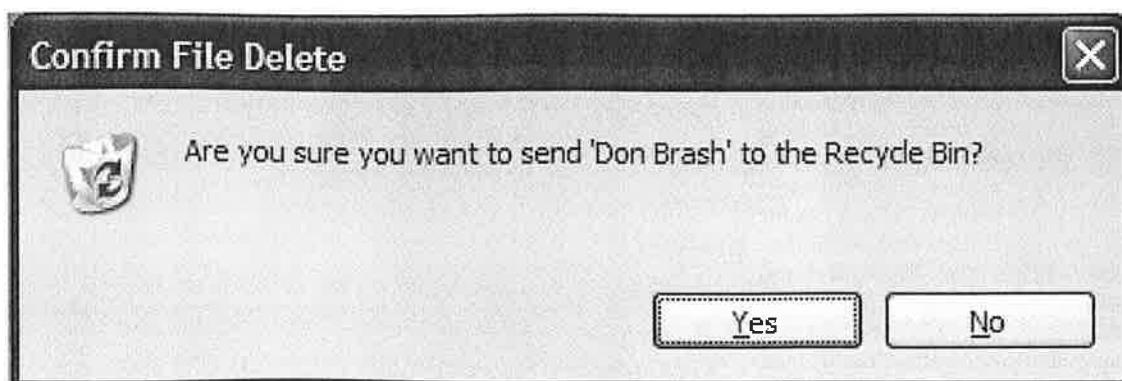 Confirm File Delete
Are you sure you want to send 'Don Brash' to the Recycle Bin?
Yes
No